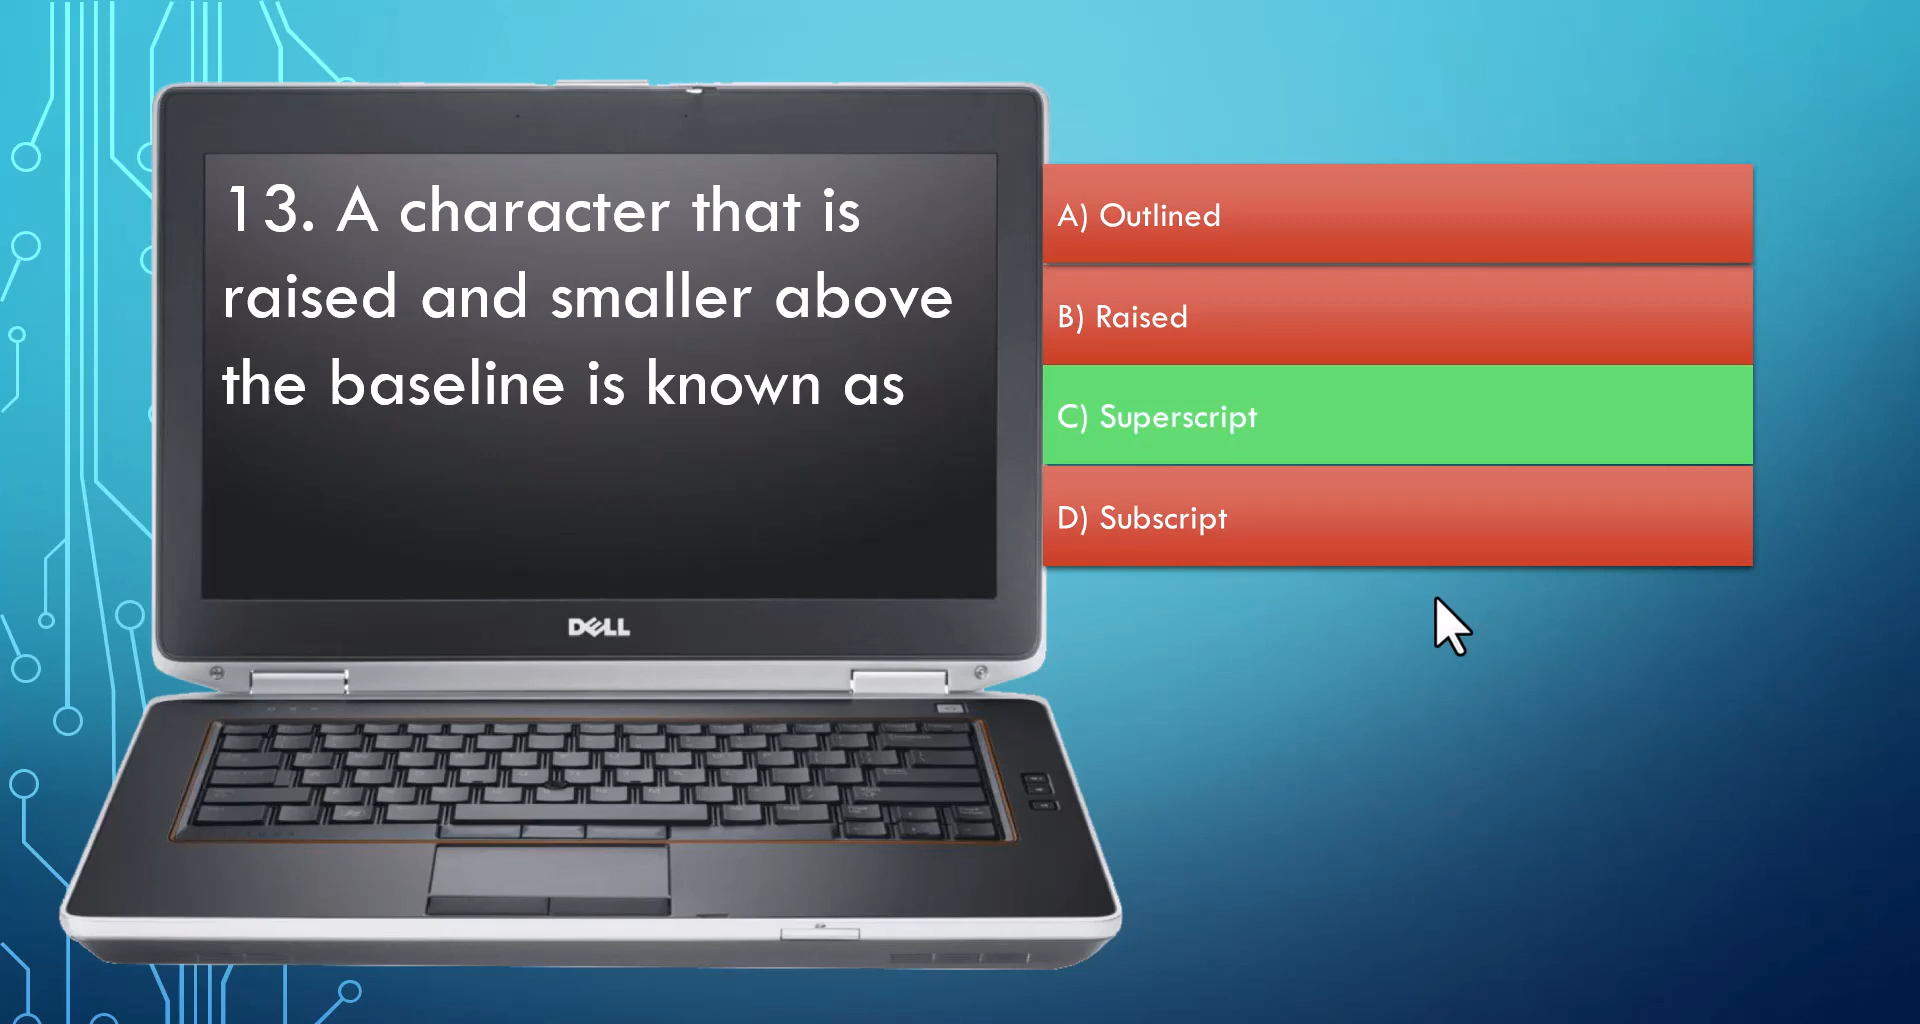 13. A character that is
raised and smaller above
the baseline is known as
A) Outlined
B) Raised
C) Superscript
D) Subscript
DELL